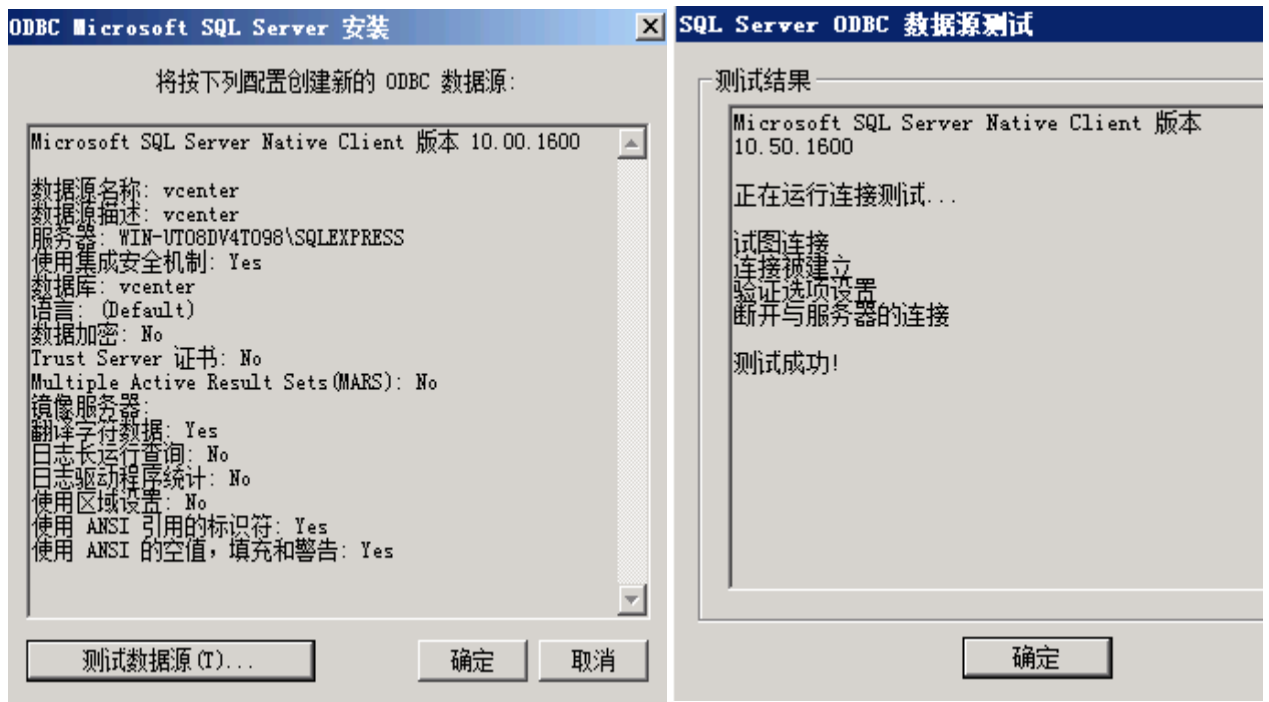 ODBC Microsoft SQL Server 安装
将按下列配置创建新的 ODBC 数据源:
Microsoft SQL Server Native Client 版本 10.00.1600
数据源名称: vcenter
数据源描述: vcenter
服务器: WIN-UTO8DV4TO98\SQLEXPRESS
使用集成安全机制: Yes
数据库: vcenter
语言: (Default)
数据加密: No
Trust Server 证书: No
Multiple Active Result Sets(MARS): No
镜像服务器:
翻译字符数据: Yes
日志长运行查询: No
日志驱动程序统计: No
使用区域设置: No
使用 ANSI 引用的标识符: Yes
使用 ANSI 的空值，填充和警告: Yes
测试数据源(T)...
确定
取消
SQL Server ODBC 数据源测试
测试结果
Microsoft SQL Server Native Client 版本
10.50.1600
正在运行连接测试...
试图连接
连接被建立
验证选项设置
断开与服务器的连接
测试成功!
确定